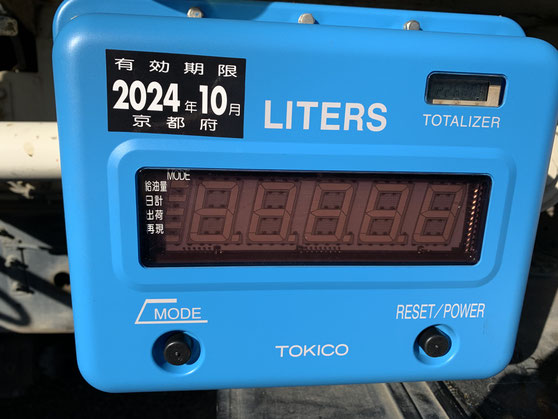 有効期限
2024年10月
京都府
LITERS
TOTALIZER
MODE
給油量
日計
出荷
再現
MODE
RESET/POWER
TOKICO